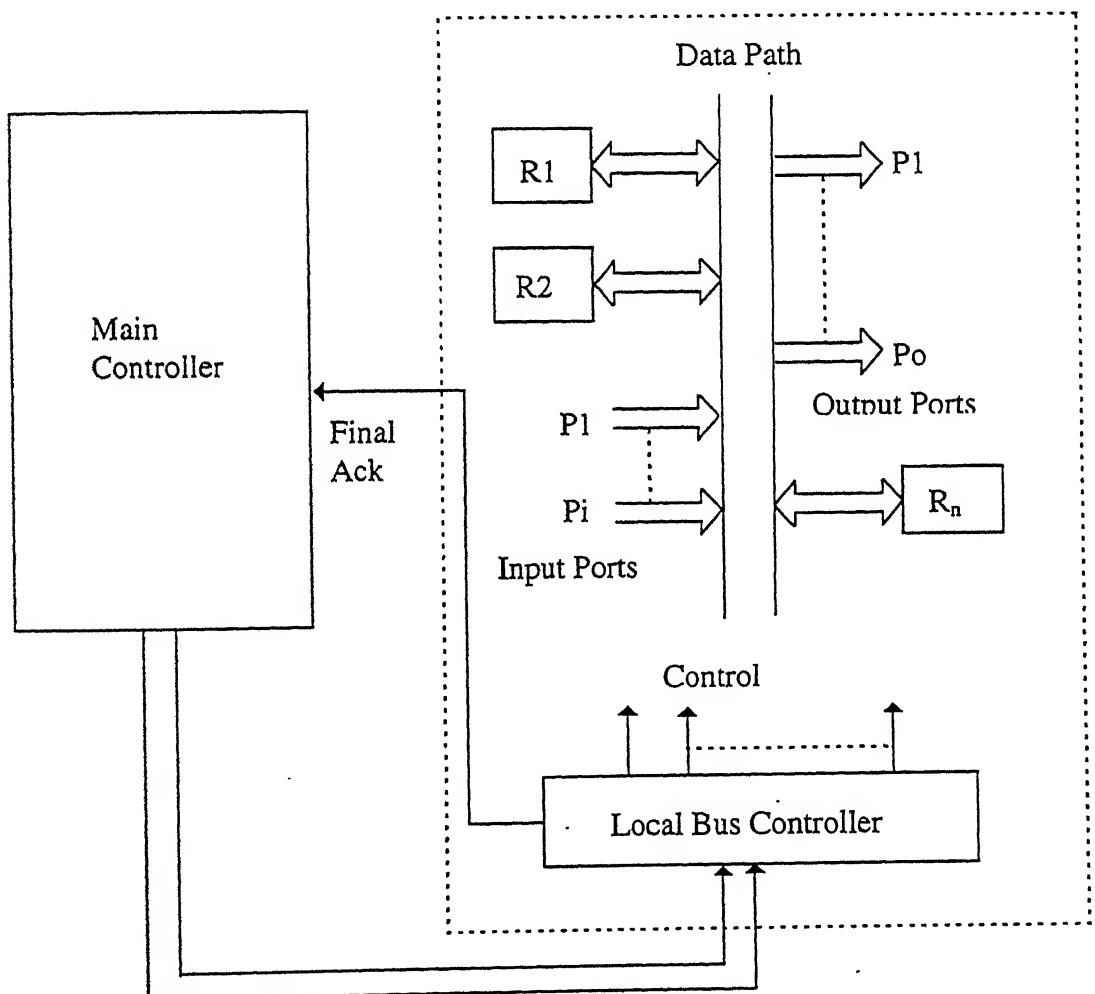 Data Path
R1
P1
R2
Main
Controller
Po
Output Ports
P1
Final
Ack
Pi
Rn
Input Ports
Control
Local Bus Controller